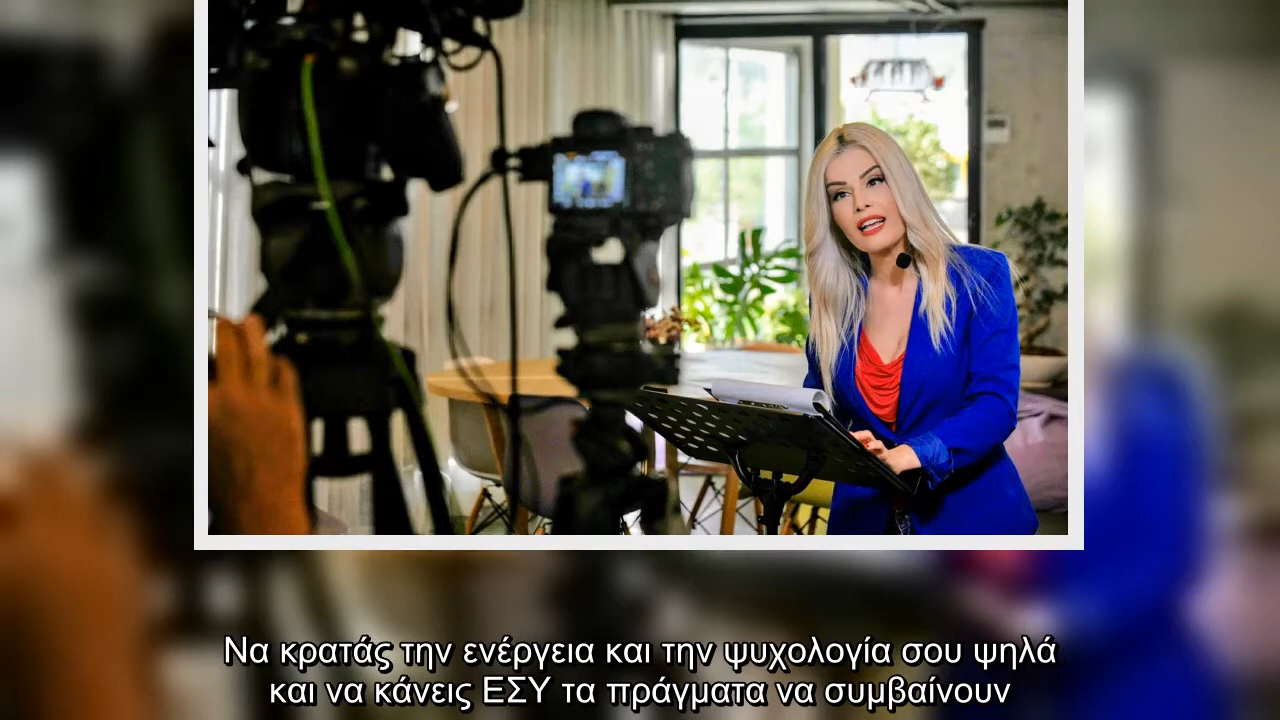 Να κρατάς την ενέργεια και την ψυχολογία σου ψηλά
και να κάνεις ΕΣΥ τα πράγματα να συμβαίνουν